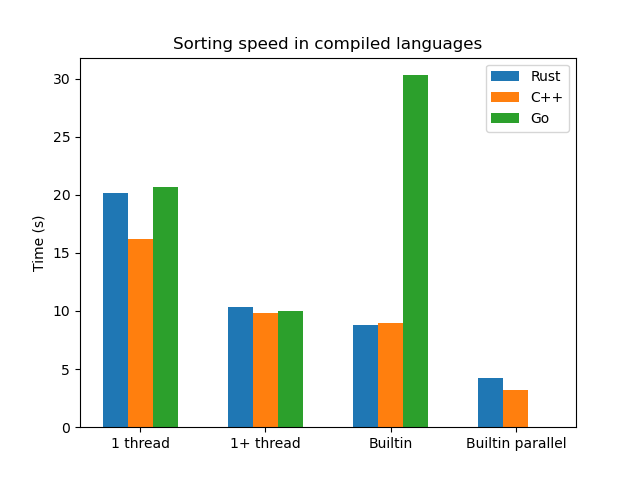 Sorting speed in compiled languages
Rust
C++
Go
Time (s)
30
25
20
15
10
5
0
1 thread
1+ thread
Builtin
Builtin parallel